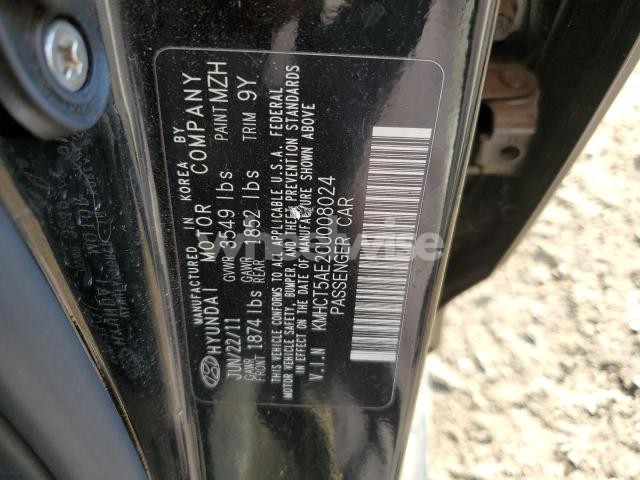 MANUFACTURED IN KOREA BY
HYUNDAI MOTOR COMPANY
JUN/22/11 GVWR 3549 lbs PAINT MZH
GAWR FRONT 1874 lbs GAWR REAR 1852 lbs TRIM 9Y
THIS VEHICLE CONFORMS TO ALL APPLICABLE U.S.A. FEDERAL
MOTOR VEHICLE SAFETY, BUMPER, AND THEFT PREVENTION STANDARDS
IN EFFECT ON THE DATE OF MANUFACTURE SHOWN ABOVE
V.I.N KMHCT5AE2CU008024
PASSENGER CAR